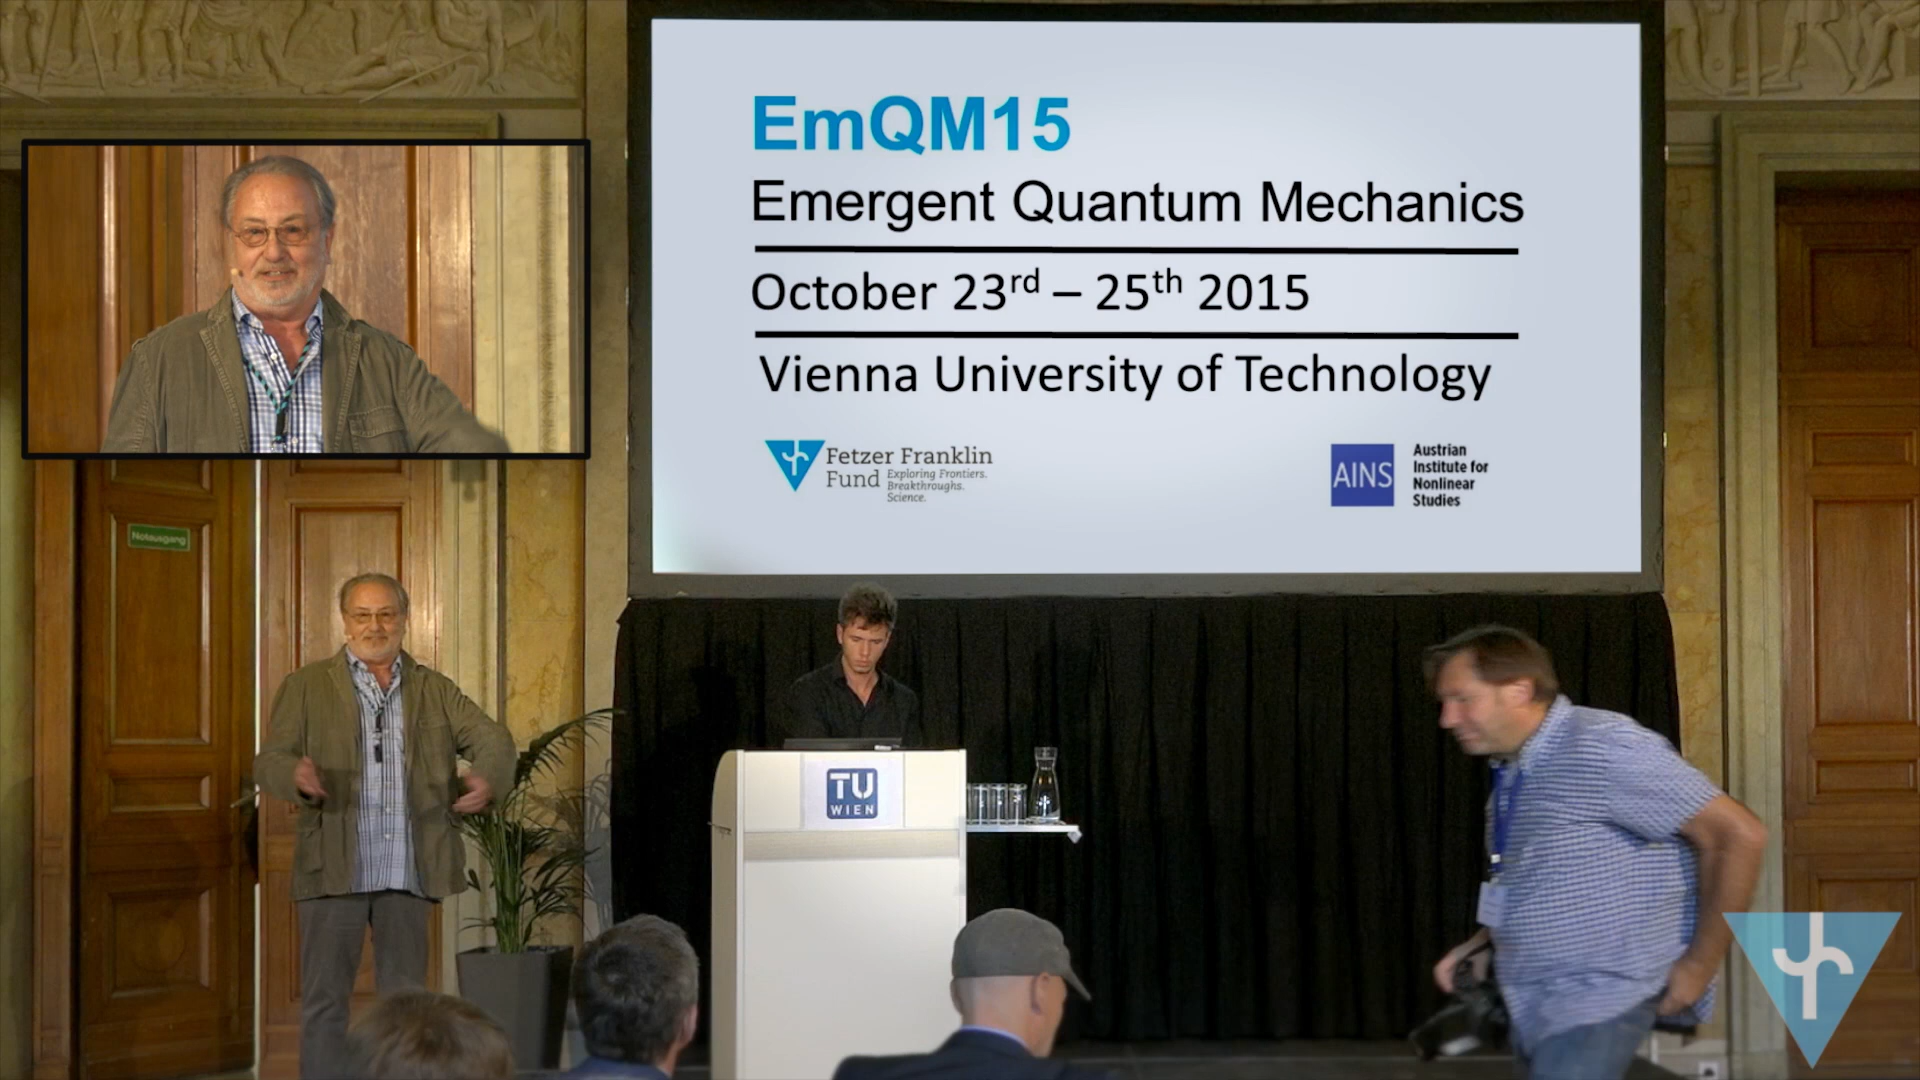 EmQM15
Emergent Quantum Mechanics
October 23rd – 25th 2015
Vienna University of Technology
Fetzer Franklin
Fund Exploring Frontiers.
Breakthroughs.
Science.
AINS
Austrian
Institute for
Nonlinear
Studies
Notausgang
TU
WIEN